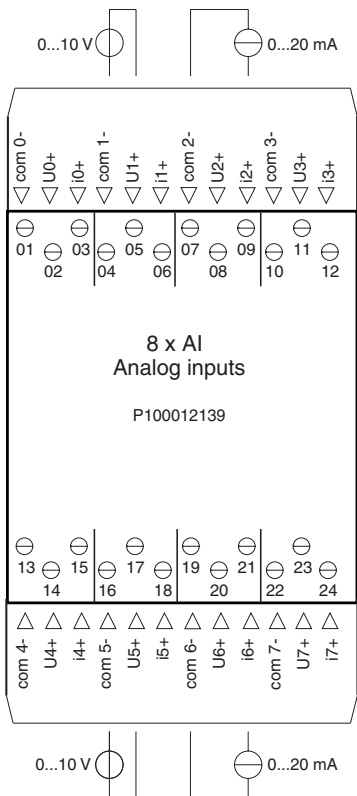 0...10 V 0...20 mA
com 0- U0+ i0+ com 1- U1+ i1+ com 2- U2+ i2+ com 3- U3+ i3+
01 03 05 07 09 11
02 04 06 08 10 12
8 x AI
Analog inputs
P100012139
13 15 17 19 21 23
14 16 18 20 22 24
com 4- U4+ i4+ com 5- U5+ i5+ com 6- U6+ i6+ com 7- U7+ i7+
0...10 V 0...20 mA